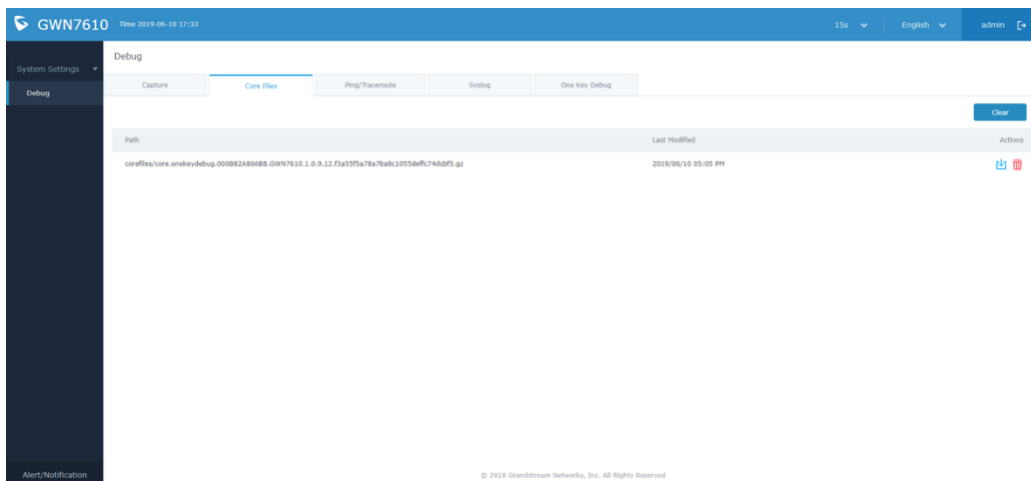 GWN7610 Time 2019-06-10 17:33 15s English admin
System Settings
Debug
Debug
Capture Core Files Ping/Traceroute Syslog One Key Debug
Clear
Path Last Modified Actions
corefiles/core.onekeydebug.000B82AB66B8.GWN7610.1.0.9.12.f3a55f5a78a7ba8c1055deffc74dcbf5.gz 2019/06/10 05:05 PM
Alert/Notification © 2018 Grandstream Networks, Inc. All Rights Reserved